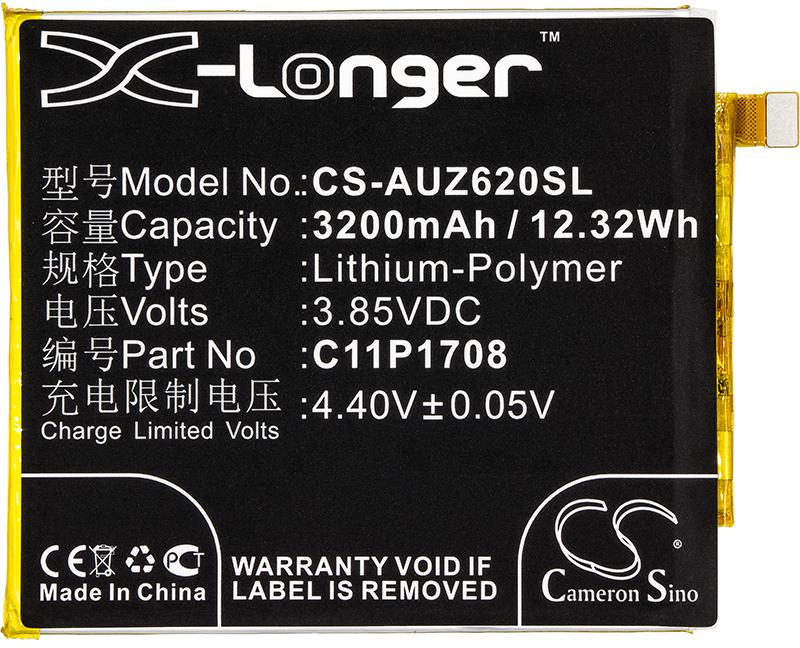 X-Longer™
型号Model No.: CS-AUZ620SL
容量Capacity :3200mAh / 12.32Wh
规格Type :Lithium-Polymer
电压Volts :3.85VDC
编号Part No :C11P1708
充电限制电压 :4.40V±0.05V
Charge Limited Volts
CE PCT
Made In China
WARRANTY VOID IF
LABEL IS REMOVED
CS®
Cameron Sino